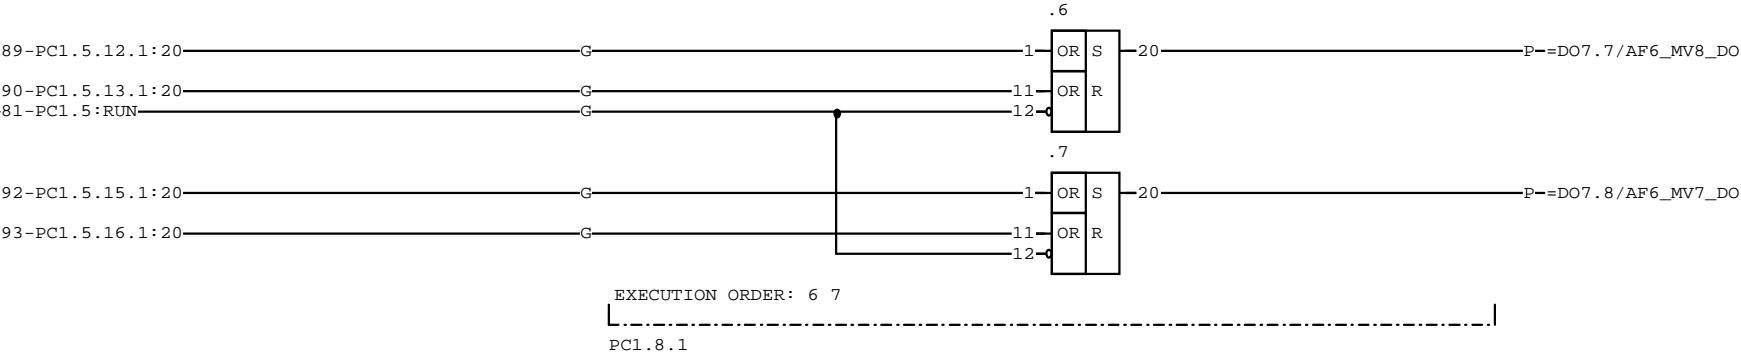 .6
89-PC1.5.12.1:20 G 1 OR S 20 P-=DO7.7/AF6_MV8_DO
90-PC1.5.13.1:20 G 11 OR R
81-PC1.5:RUN G 12
.7
92-PC1.5.15.1:20 G 1 OR S 20 P-=DO7.8/AF6_MV7_DO
93-PC1.5.16.1:20 G 11 OR R
12
EXECUTION ORDER: 6 7
PC1.8.1